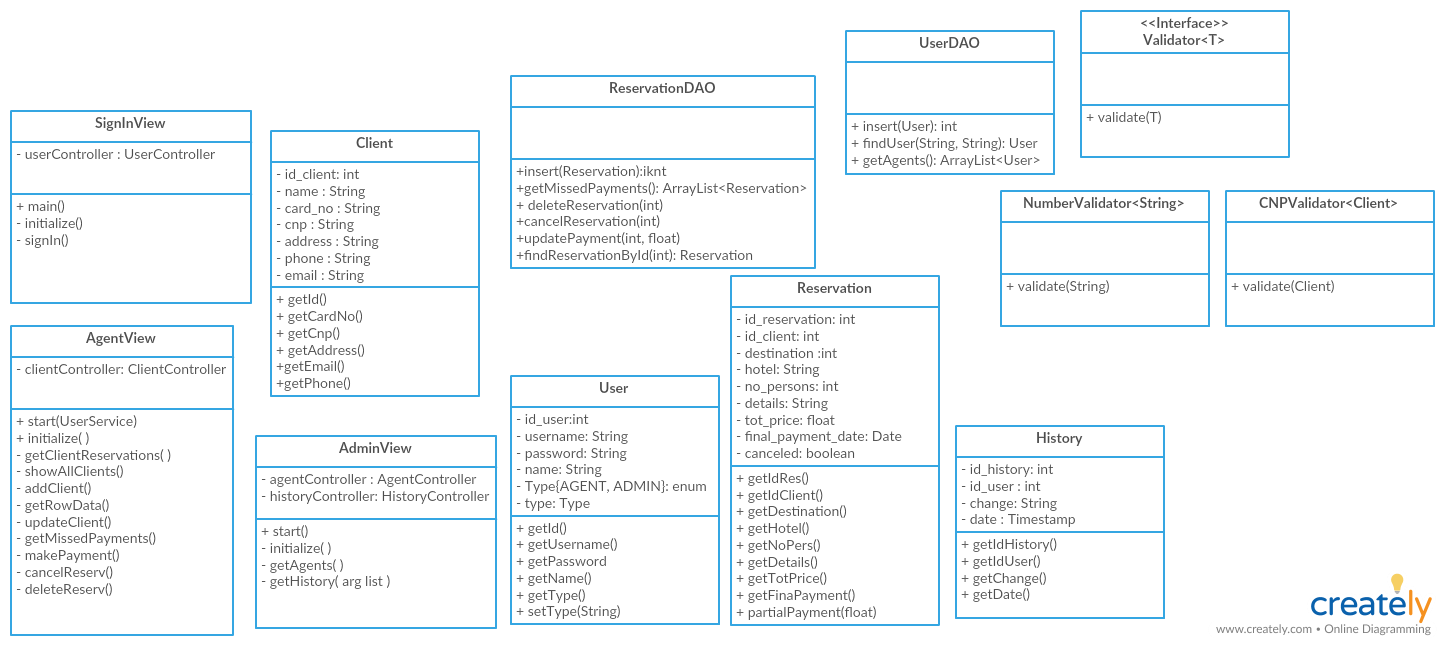 SignInView
- userController : UserController
+ main()
- initialize()
- signIn()
Client
- id_client: int
- name : String
- card_no : String
- cnp : String
- address : String
- phone : String
- email : String
+ getId()
+ getCardNo()
+ getCnp()
+ getAddress()
+getEmail()
+getPhone()
ReservationDAO
+insert(Reservation):iknt
+getMissedPayments(): ArrayList<Reservation>
+ deleteReservation(int)
+cancelReservation(int)
+updatePayment(int, float)
+findReservationById(int): Reservation
UserDAO
+ insert(User): int
+ findUser(String, String): User
+ getAgents(): ArrayList<User>
<<Interface>>
Validator<T>
+ validate(T)
NumberValidator<String>
+ validate(String)
CNPValidator<Client>
+ validate(Client)
AgentView
- clientController: ClientController
+ start(UserService)
+ initialize( )
- getClientReservations( )
- showAllClients()
- addClient()
- getRowData()
- updateClient()
- getMissedPayments()
- makePayment()
- cancelReserv()
- deleteReserv()
AdminView
- agentController : AgentController
- historyController: HistoryController
+ start()
- initialize( )
- getAgents( )
- getHistory( arg list )
User
- id_user:int
- username: String
- password: String
- name: String
- Type{AGENT, ADMIN}: enum
- type: Type
+ getId()
+ getUsername()
+ getPassword
+ getName()
+ getType()
+ setType(String)
Reservation
- id_reservation: int
- id_client: int
- destination :int
- hotel: String
- no_persons: int
- details: String
- tot_price: float
- final_payment_date: Date
- canceled: boolean
+ getIdRes()
+ getIdClient()
+ getDestination()
+ getHotel()
+ getNoPers()
+ getDetails()
+ getTotPrice()
+ getFinaPayment()
+ partialPayment(float)
History
- id_history: int
- id_user : int
- change: String
- date : Timestamp
+ getIdHistory()
+ getIdUser()
+ getChange()
+ getDate()
creately
www.creately.com • Online Diagramming